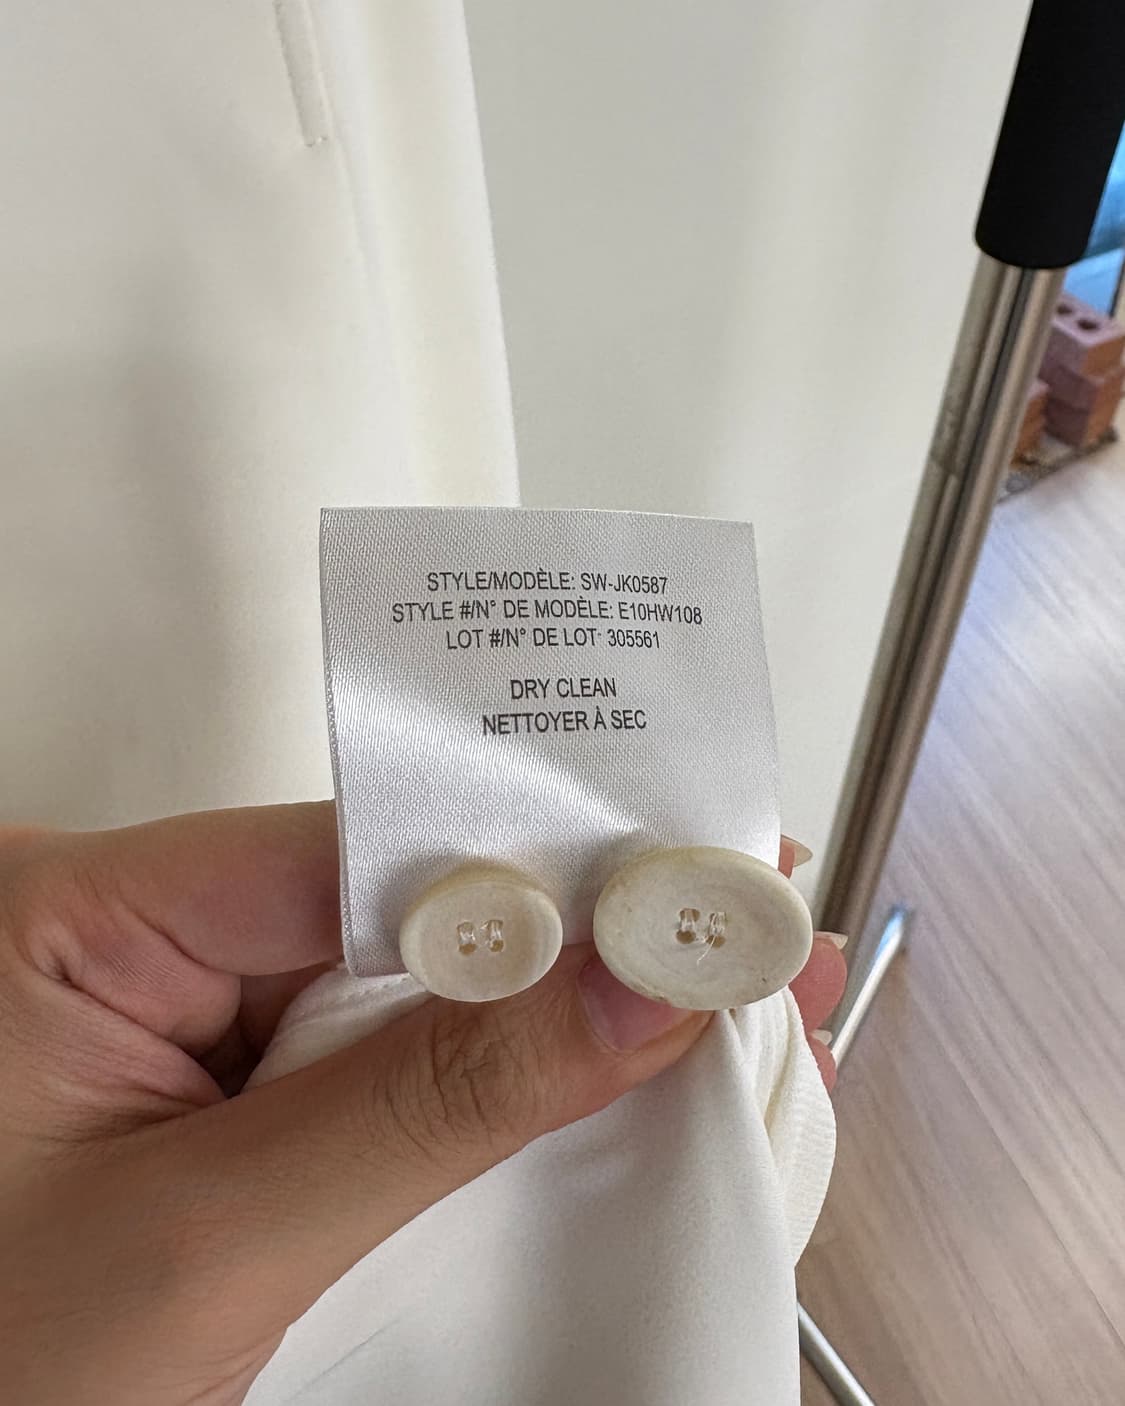 STYLE/MODÈLE: SW-JK0587
STYLE #/N° DE MODÈLE: E10HW108
LOT #/N° DE LOT: 305561
DRY CLEAN
NETTOYER À SEC